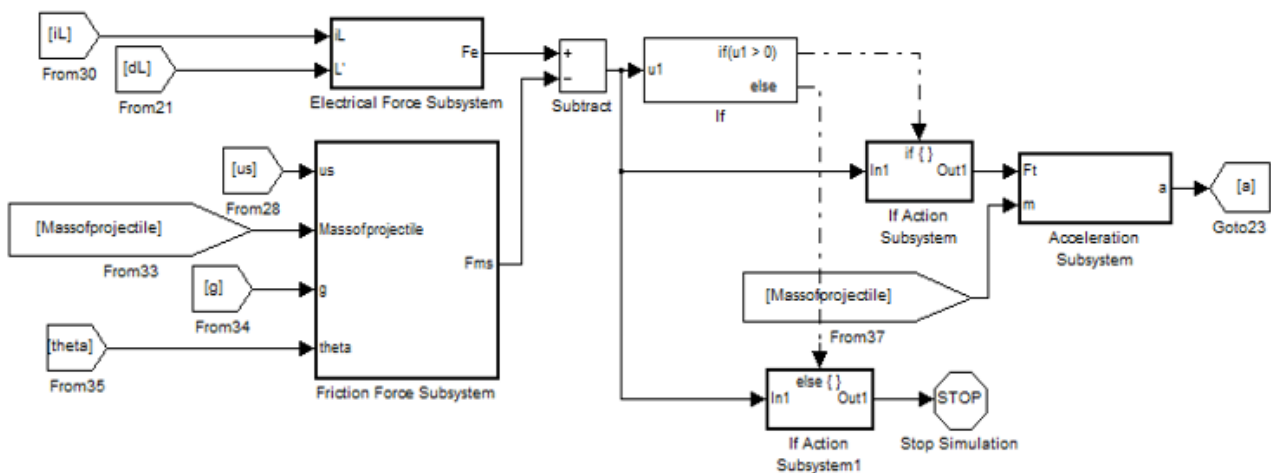 [iL]
From30
[dL]
From21
iL
L'
Fe
Electrical Force Subsystem
+
−
Subtract
u1
if(u1 > 0)
else
If
[us]
From28
[Massofprojectile]
From33
[g]
From34
[theta]
From35
us
Massofprojectile
g
theta
Fms
Friction Force Subsystem
if { }
In1
Out1
If Action
Subsystem
Ft
m
a
Acceleration
Subsystem
[a]
Goto23
[Massofprojectile]
From37
else { }
In1
Out1
If Action
Subsystem1
STOP
Stop Simulation